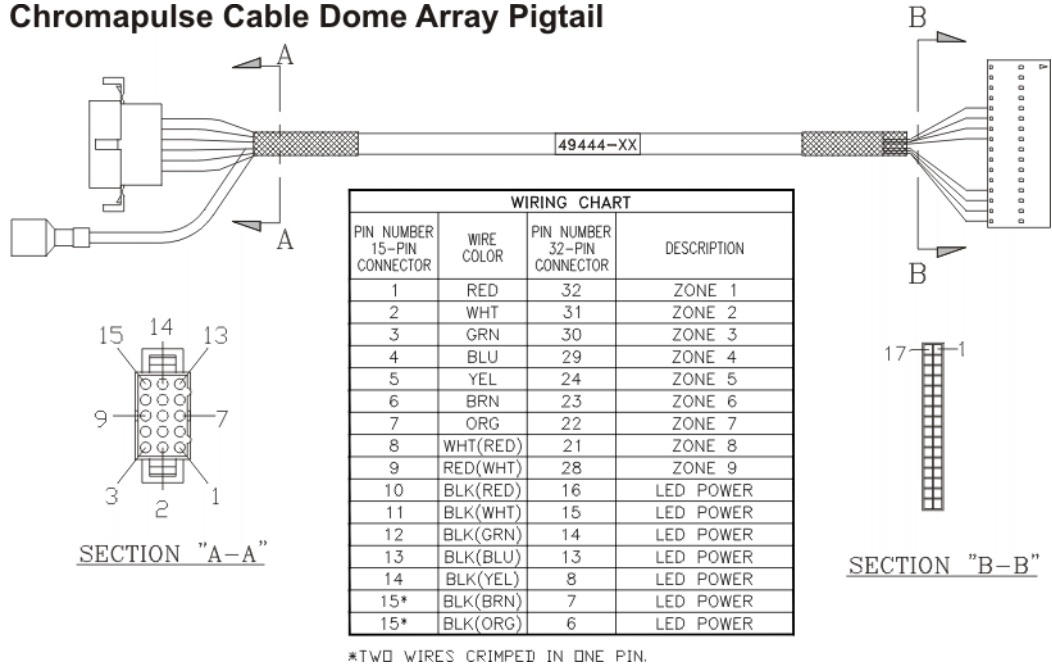 Chromapulse Cable Dome Array Pigtail
A
B
49444-XX
A
B
WIRING CHART
PIN NUMBER 15-PIN CONNECTOR WIRE COLOR PIN NUMBER 32-PIN CONNECTOR DESCRIPTION
1 RED 32 ZONE 1
2 WHT 31 ZONE 2
3 GRN 30 ZONE 3
4 BLU 29 ZONE 4
5 YEL 24 ZONE 5
6 BRN 23 ZONE 6
7 ORG 22 ZONE 7
8 WHT(RED) 21 ZONE 8
9 RED(WHT) 28 ZONE 9
10 BLK(RED) 16 LED POWER
11 BLK(WHT) 15 LED POWER
12 BLK(GRN) 14 LED POWER
13 BLK(BLU) 13 LED POWER
14 BLK(YEL) 8 LED POWER
15* BLK(BRN) 7 LED POWER
15* BLK(ORG) 6 LED POWER
*TWO WIRES CRIMPED IN ONE PIN.
15 14 13
9 7
3 2 1
SECTION "A-A"
17 1
SECTION "B-B"